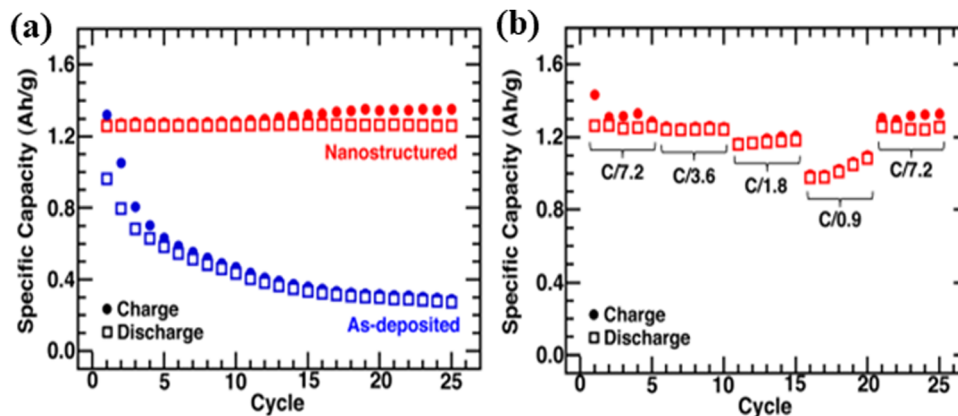 (a)
Specific Capacity (Ah/g)
1.6
1.2
0.8
0.4
0.0
Nanostructured
As-deposited
Charge
Discharge
0 5 10 15 20 25
Cycle
(b)
Specific Capacity (Ah/g)
1.6
1.2
0.8
0.4
0.0
C/7.2
C/3.6
C/1.8
C/0.9
C/7.2
Charge
Discharge
0 5 10 15 20 25
Cycle